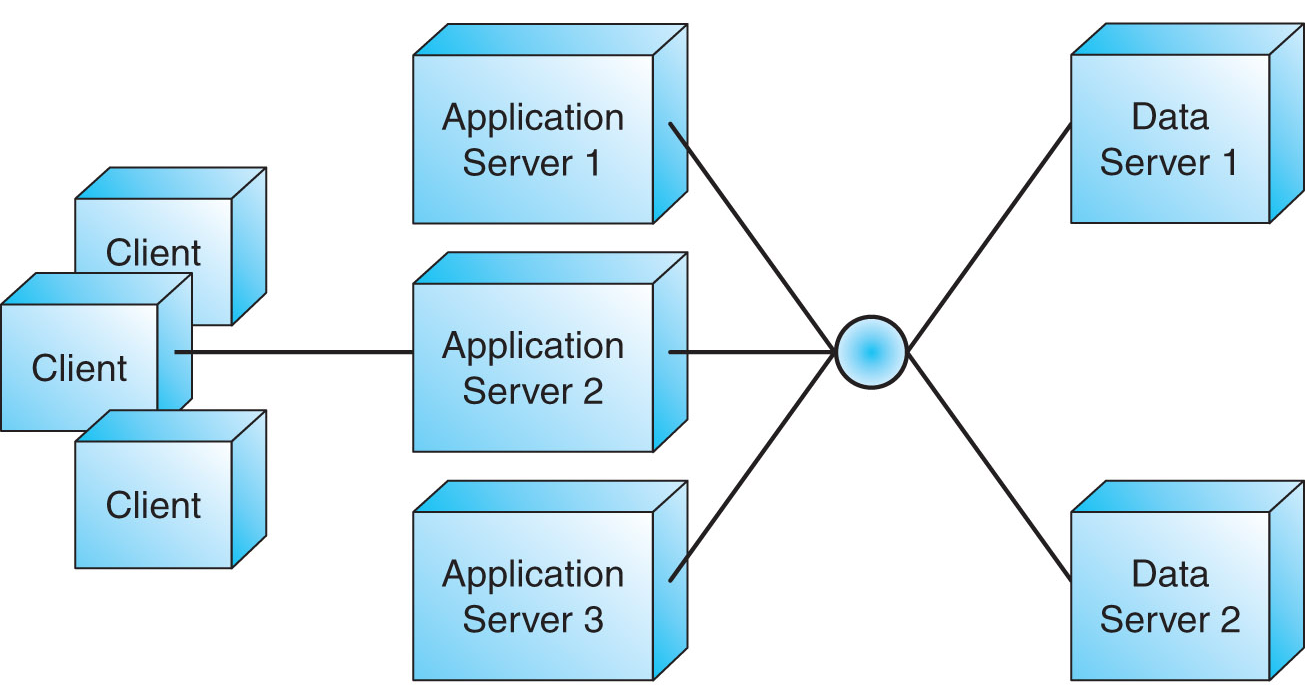 Client
Client
Client
Application
Server 1
Application
Server 2
Application
Server 3
Data
Server 1
Data
Server 2